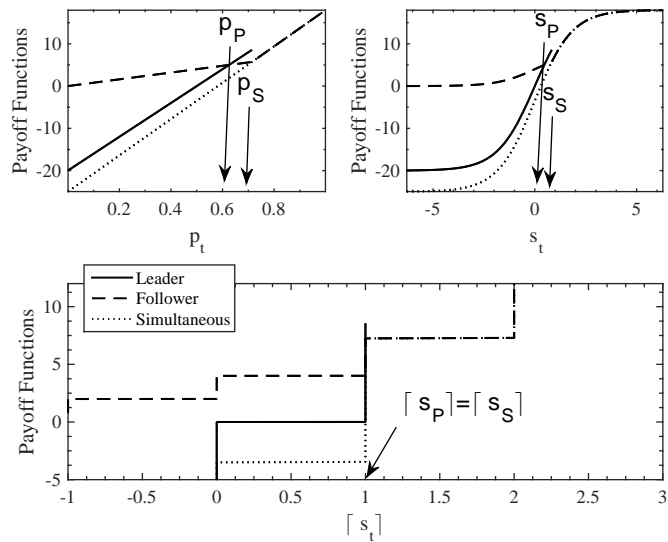 Payoff Functions
10
0
-10
-20
0.2
0.4
0.6
0.8
p_t
p_P
p_S
Payoff Functions
10
0
-10
-20
-5
0
5
s_t
s_P
s_S
Leader
Follower
Simultaneous
Payoff Functions
10
5
0
-5
-1
-0.5
0
0.5
1
1.5
2
2.5
3
⌈ s_t ⌉
⌈ s_P ⌉=⌈ s_S ⌉